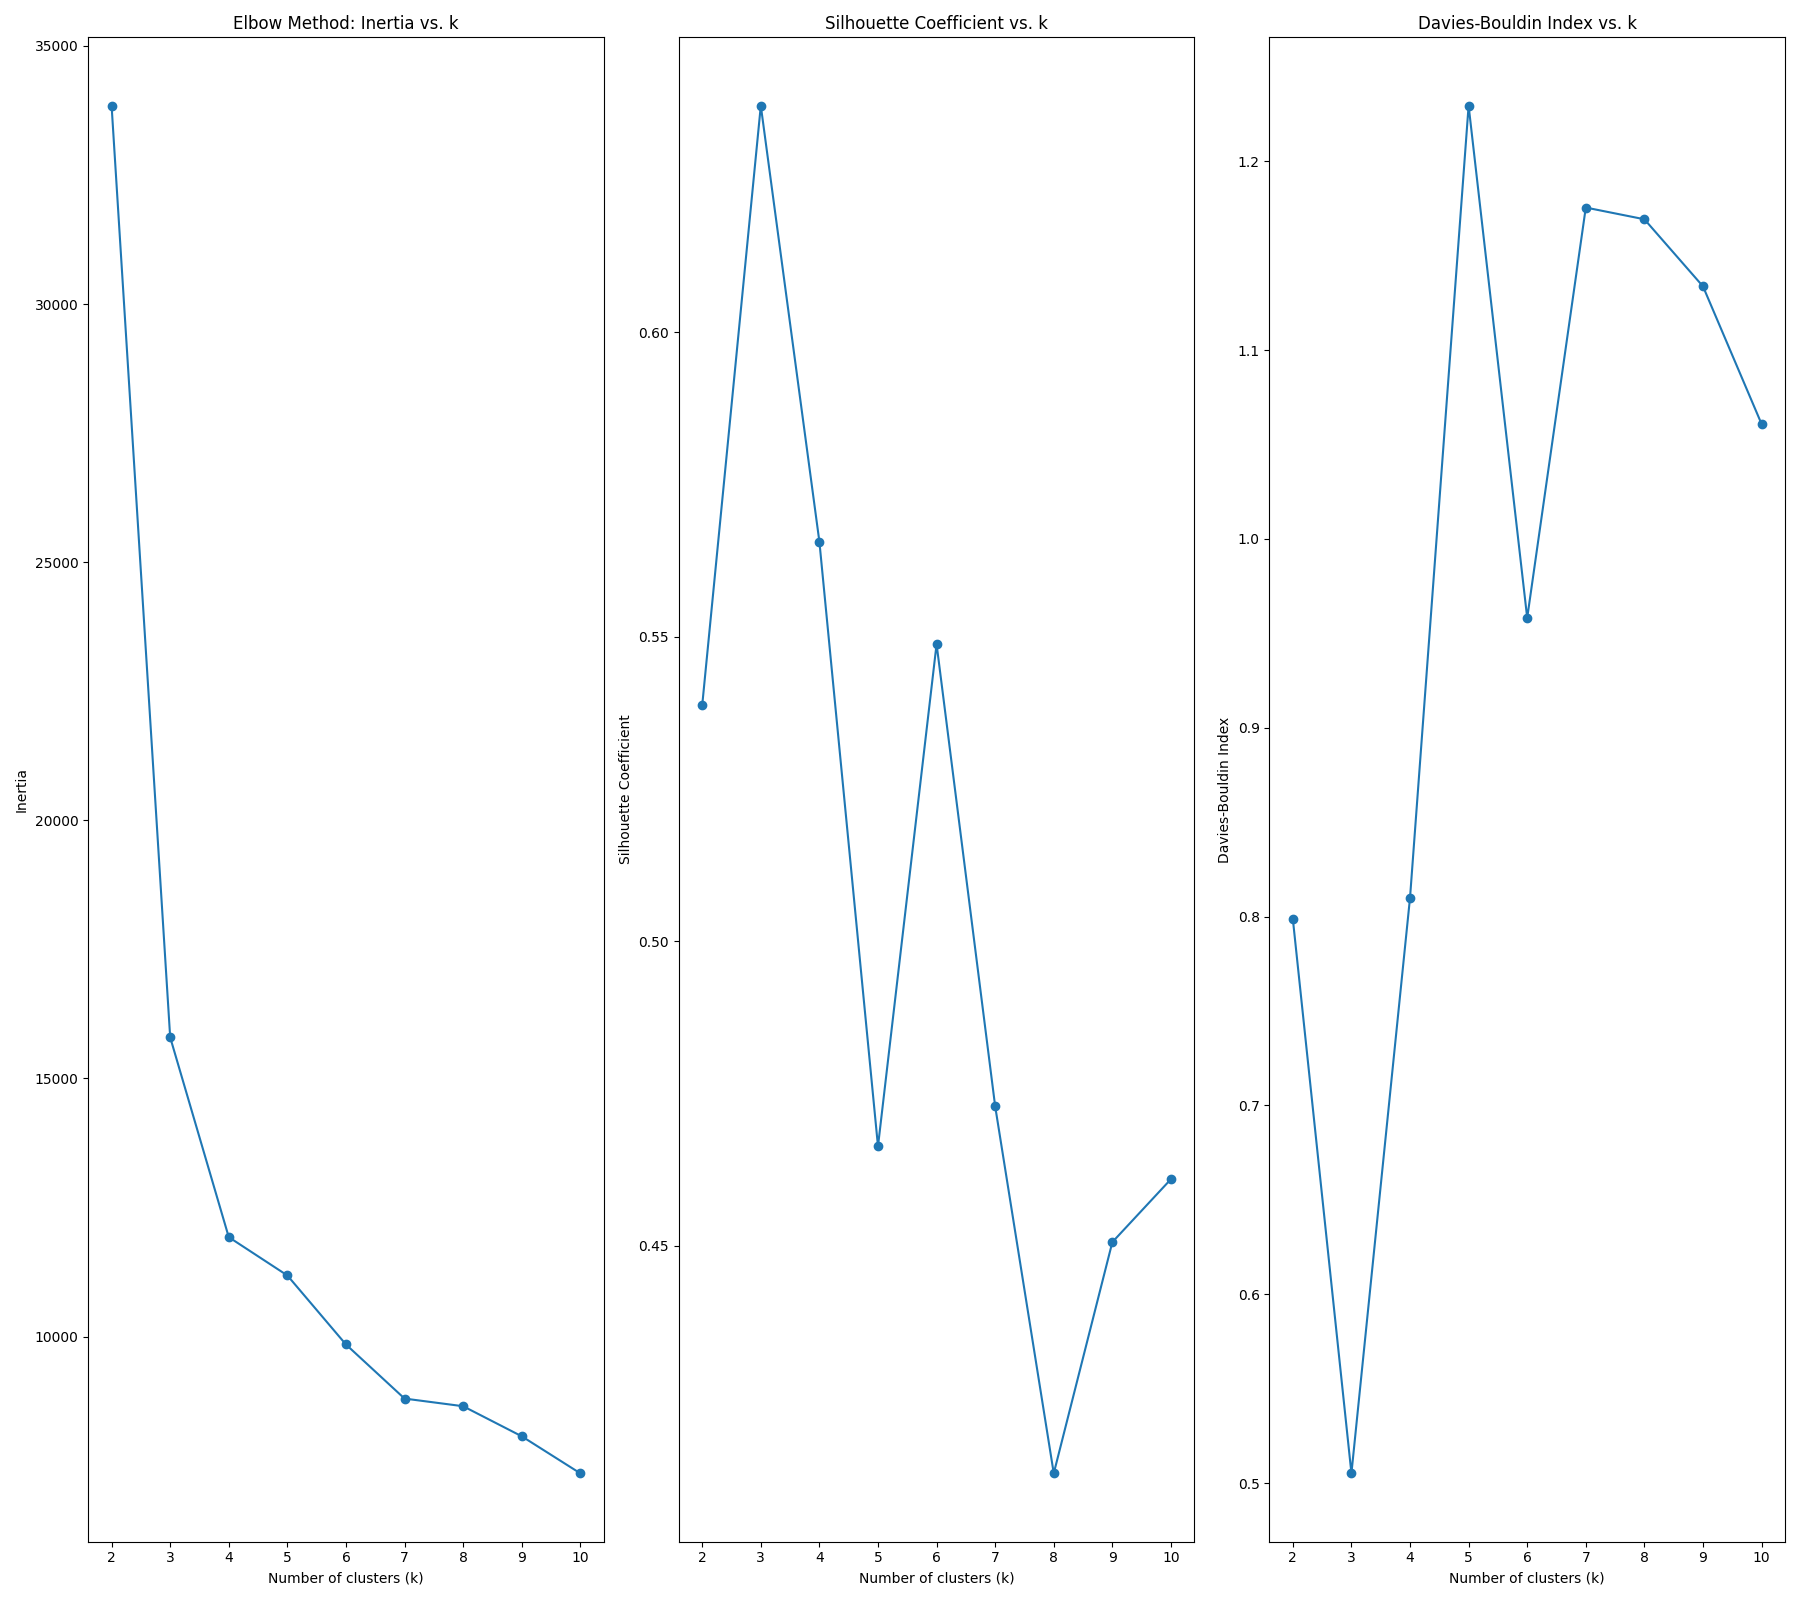 Elbow Method: Inertia vs. k
35000
30000
25000
20000
15000
10000
Inertia
2 3 4 5 6 7 8 9 10
Number of clusters (k)
Silhouette Coefficient vs. k
0.60
0.55
0.50
0.45
Silhouette Coefficient
2 3 4 5 6 7 8 9 10
Number of clusters (k)
Davies-Bouldin Index vs. k
1.2
1.1
1.0
0.9
0.8
0.7
0.6
0.5
Davies-Bouldin Index
2 3 4 5 6 7 8 9 10
Number of clusters (k)